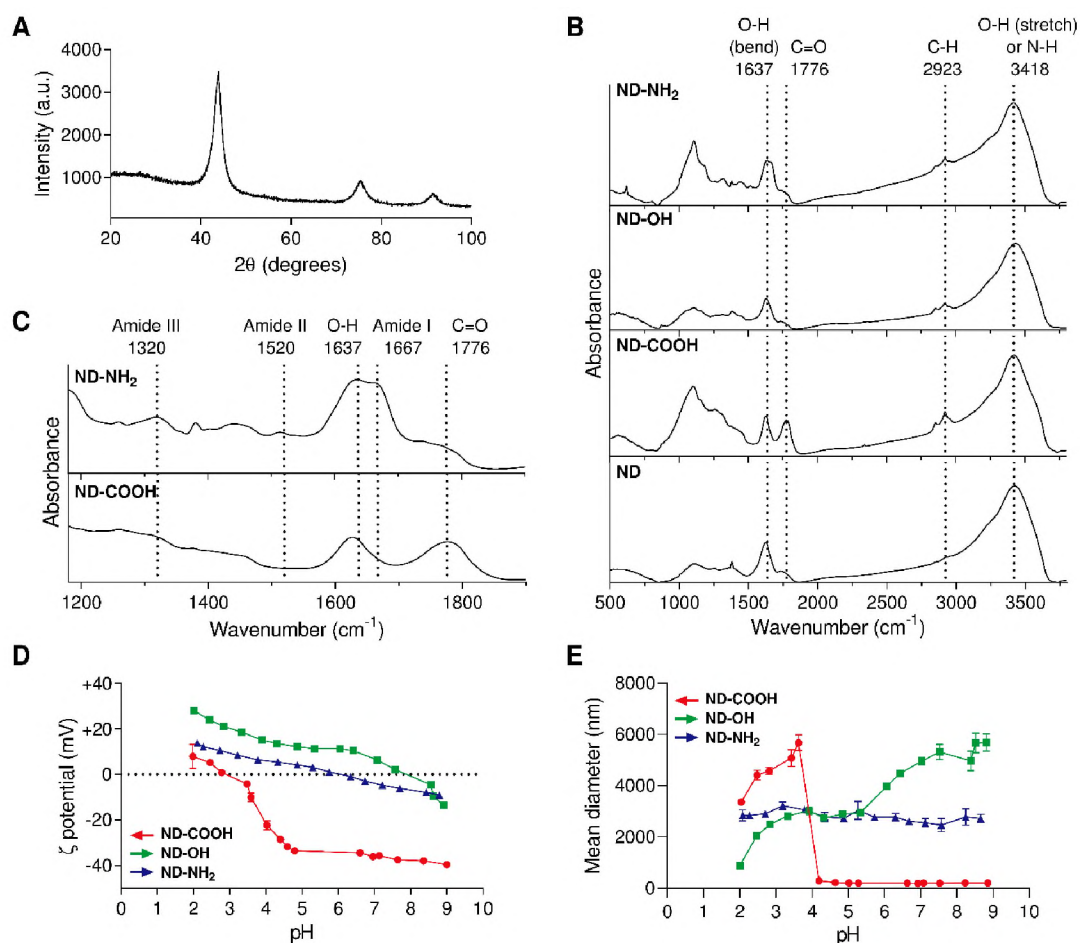 A
4000
3000
2000
1000
Intensity (a.u.)
20 40 60 80 100
2θ (degrees)
B
O-H (bend) 1637
C=O 1776
C-H 2923
O-H (stretch) or N-H 3418
ND-NH₂
ND-OH
ND-COOH
ND
Absorbance
500 1000 1500 2000 2500 3000 3500
Wavenumber (cm⁻¹)
C
Amide III 1320
Amide II 1520
O-H 1637
Amide I 1667
C=O 1776
ND-NH₂
ND-COOH
Absorbance
1200 1400 1600 1800
Wavenumber (cm⁻¹)
D
+40
+20
0
-20
-40
ζ potential (mV)
ND-COOH
ND-OH
ND-NH₂
0 1 2 3 4 5 6 7 8 9 10
pH
E
8000
6000
4000
2000
0
Mean diameter (nm)
ND-COOH
ND-OH
ND-NH₂
0 1 2 3 4 5 6 7 8 9 10
pH